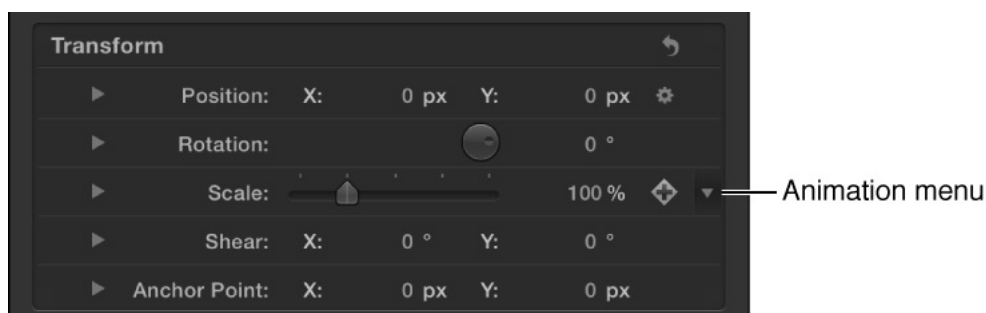 Transform
Position: X: 0 px Y: 0 px
Rotation: 0 °
Scale: 100 % Animation menu
Shear: X: 0 ° Y: 0 °
Anchor Point: X: 0 px Y: 0 px